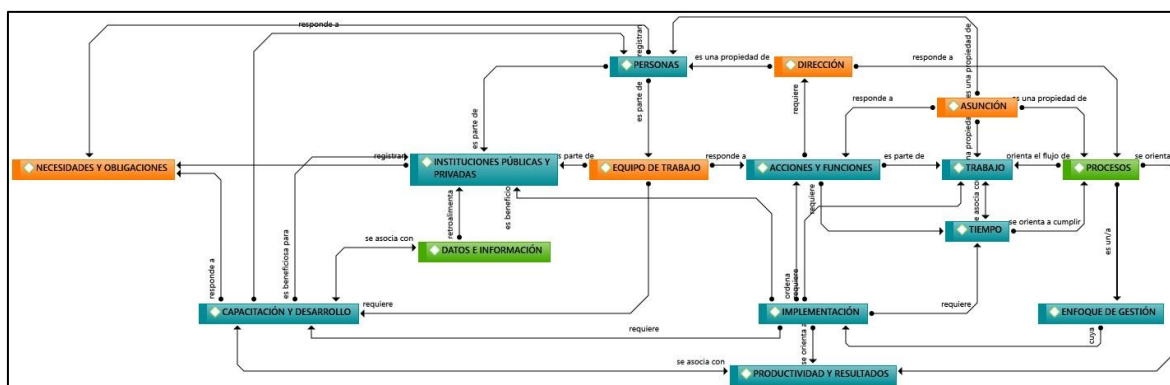 responde a
registrar
es una propiedad de
PERSONAS
es una propiedad de
DIRECCIÓN
responde a
es parte de
responde a
ASUNCIÓN
es una propiedad de
es parte de
NECESIDADES Y OBLIGACIONES
registrar
INSTITUCIONES PÚBLICAS Y
PRIVADAS
es parte de
EQUIPO DE TRABAJO
responde a
requiere
ACCIONES Y FUNCIONES
es parte de
TRABAJO
orienta el flujo de
PROCESOS
se orienta
retroalimenta
es beneficio
requiere
se asocia co
TIEMPO
se orienta a cumplir
se asocia con
DATOS E INFORMACIÓN
es un/a
responde a
es beneficiosa para
CAPACITACIÓN Y DESARROLLO
requiere
ordena
requiere
IMPLEMENTACIÓN
requiere
ENFOQUE DE GESTIÓN
requiere
se orienta a
cuya
se asocia con
PRODUCTIVIDAD Y RESULTADOS